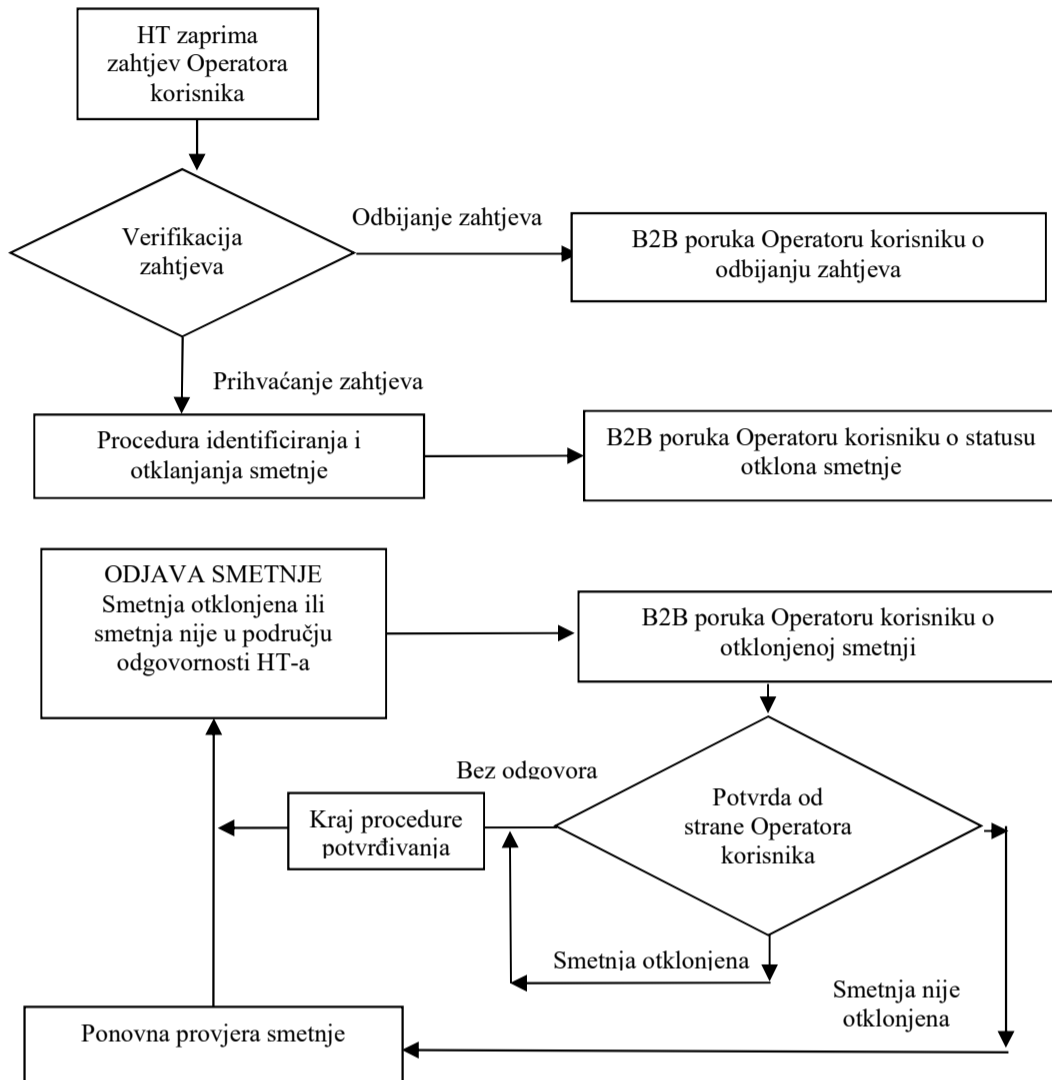 HT zaprima
zahtjev Operatora
korisnika
Verifikacija
zahtjeva
Odbijanje zahtjeva
B2B poruka Operatoru korisniku o
odbijanju zahtjeva
Prihvaćanje zahtjeva
Procedura identificiranja i
otklanjanja smetnje
B2B poruka Operatoru korisniku o statusu
otklona smetnje
ODJAVA SMETNJE
Smetnja otklonjena ili
smetnja nije u području
odgovornosti HT-a
B2B poruka Operatoru korisniku o
otklonjenoj smetnji
Bez odgovora
Kraj procedure
potvrđivanja
Potvrda od
strane Operatora
korisnika
Smetnja otklonjena
Smetnja nije
otklonjena
Ponovna provjera smetnje